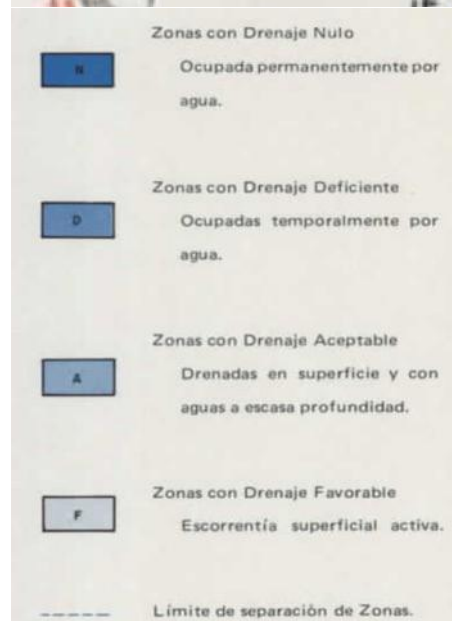 Zonas con Drenaje Nulo
N
Ocupada permanentemente por
agua.
Zonas con Drenaje Deficiente
D
Ocupadas temporalmente por
agua.
Zonas con Drenaje Aceptable
A
Drenadas en superficie y con
aguas a escasa profundidad.
Zonas con Drenaje Favorable
F
Escorrentía superficial activa.
Límite de separación de Zonas.